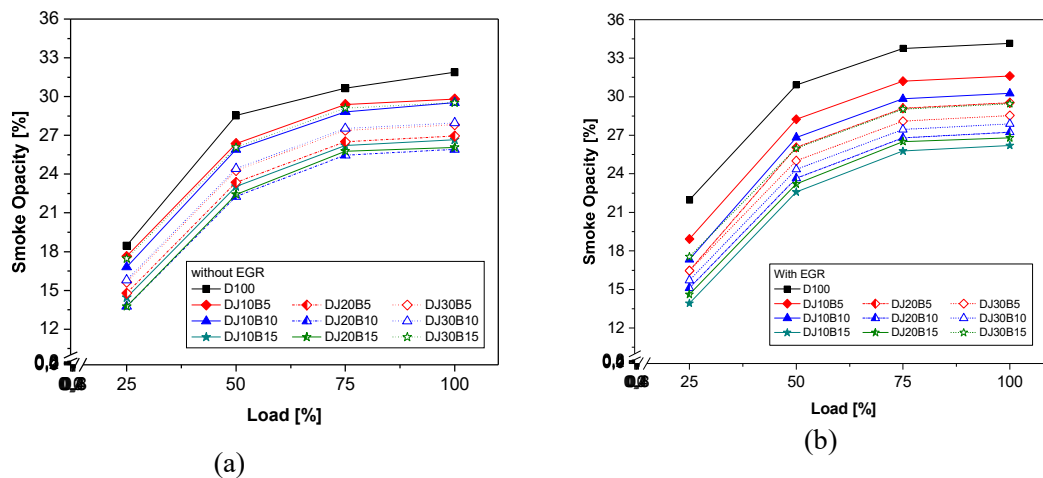 36
33
30
27
24
21
18
15
12
Smoke Opacity [%]
without EGR
D100
DJ10B5 DJ20B5 DJ30B5
DJ10B10 DJ20B10 DJ30B10
DJ10B15 DJ20B15 DJ30B15
25 50 75 100
Load [%]
(a)
36
33
30
27
24
21
18
15
12
Smoke Opacity [%]
With EGR
D100
DJ10B5 DJ20B5 DJ30B5
DJ10B10 DJ20B10 DJ30B10
DJ10B15 DJ20B15 DJ30B15
25 50 75 100
Load [%]
(b)